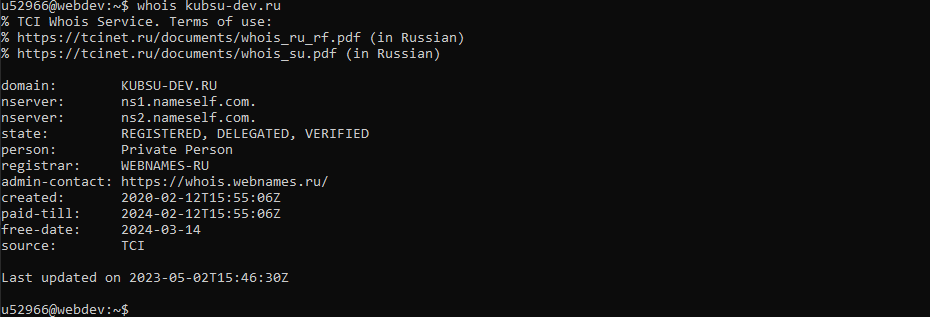 u52966@webdev:~$ whois kubsu-dev.ru
% TCI Whois Service. Terms of use:
% https://tcinet.ru/documents/whois_ru_rf.pdf (in Russian)
% https://tcinet.ru/documents/whois_su.pdf (in Russian)

domain:        KUBSU-DEV.RU
nserver:       ns1.nameself.com.
nserver:       ns2.nameself.com.
state:         REGISTERED, DELEGATED, VERIFIED
person:        Private Person
registrar:     WEBNAMES-RU
admin-contact: https://whois.webnames.ru/
created:       2020-02-12T15:55:06Z
paid-till:     2024-02-12T15:55:06Z
free-date:     2024-03-14
source:        TCI

Last updated on 2023-05-02T15:46:30Z

u52966@webdev:~$